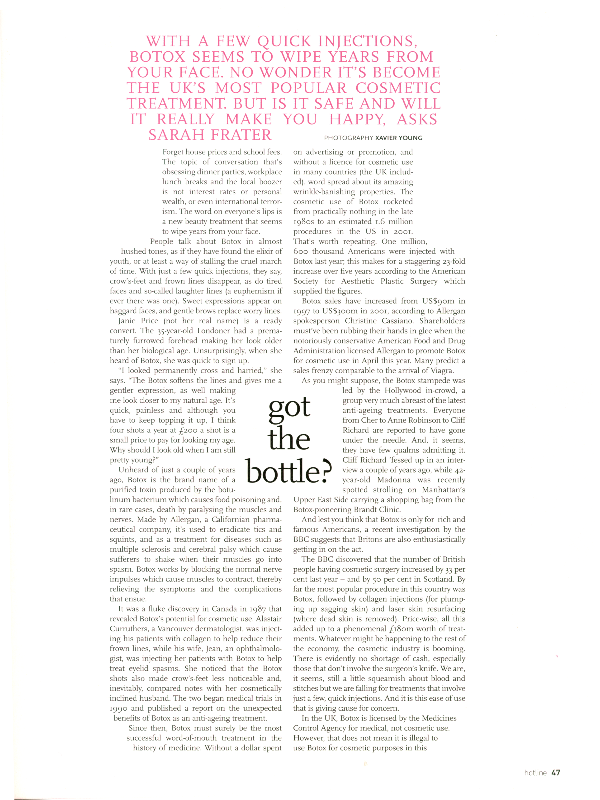 WITH A FEW QUICK INJECTIONS,
BOTOX SEEMS TO WIPE YEARS FROM
YOUR FACE. NO WONDER IT'S BECOME
THE UK'S MOST POPULAR COSMETIC
TREATMENT. BUT IS IT SAFE AND WILL
IT REALLY MAKE YOU HAPPY, ASKS
SARAH FRATER
PHOTOGRAPHY XAVIER YOUNG
Forget house prices and school fees.
The topic of conversation that's
obsessing dinner parties, workplace
lunch breaks and the local boozer
is not interest rates or personal
wealth, or even international terror-
ism. The word on everyone's lips is
a new beauty treatment that seems
to wipe years from your face.
People talk about Botox in almost
hushed tones, as if they have found the elixir of
youth, or at least a way of stalling the cruel march
of time. With just a few quick injections, they say,
crow's-feet and frown lines disappear, as do tired
faces and so-called laughter lines (a euphemism if
ever there was one). Sweet expressions appear on
haggard faces, and gentle brows replace worry lines.
Janie Price (not her real name) is a ready
convert. The 35-year-old Londoner had a prema-
turely furrowed forehead making her look older
than her biological age. Unsurprisingly, when she
heard of Botox, she was quick to sign up.
"I looked permanently cross and harried," she
says. "The Botox softens the lines and gives me a
gentler expression, as well making
me look closer to my natural age. It's
quick, painless and although you
have to keep topping it up, I think
four shots a year at £200 a shot is a
small price to pay for looking my age.
Why should I look old when I am still
pretty young?"
Unheard of just a couple of years
ago, Botox is the brand name of a
purified toxin produced by the botu-
linum bacterium which causes food poisoning and,
in rare cases, death by paralysing the muscles and
nerves. Made by Allergan, a Californian pharma-
ceutical company, it's used to eradicate tics and
squints, and as a treatment for diseases such as
multiple sclerosis and cerebral palsy which cause
sufferers to shake when their muscles go into
spasm. Botox works by blocking the normal nerve
impulses which cause muscles to contract, thereby
relieving the symptoms and the complications
that ensue.
It was a fluke discovery in Canada in 1987 that
revealed Botox's potential for cosmetic use. Alastair
Carruthers, a Vancouver dermatologist, was inject-
ing his patients with collagen to help reduce their
frown lines, while his wife, Jean, an ophthalmolo-
gist, was injecting her patients with Botox to help
treat eyelid spasms. She noticed that the Botox
shots also made crow's-feet less noticeable and,
inevitably, compared notes with her cosmetically
inclined husband. The two began medical trials in
1990 and published a report on the unexpected
benefits of Botox as an anti-ageing treatment.
Since then, Botox must surely be the most
successful word-of-mouth treatment in the
history of medicine. Without a dollar spent
got
the
bottle?
on advertising or promotion, and
without a licence for cosmetic use
in many countries (the UK includ-
ed), word spread about its amazing
wrinkle-banishing properties. The
cosmetic use of Botox rocketed
from practically nothing in the late
1980s to an estimated 1.6 million
procedures in the US in 2001.
That's worth repeating. One million,
600 thousand Americans were injected with
Botox last year; this makes for a staggering 23-fold
increase over five years according to the American
Society for Aesthetic Plastic Surgery which
supplied the figures.
Botox sales have increased from US$90m in
1997 to US$300m in 2001, according to Allergan
spokesperson Christine Cassiano. Shareholders
must've been rubbing their hands in glee when the
notoriously conservative American Food and Drug
Administration licensed Allergan to promote Botox
for cosmetic use in April this year. Many predict a
sales frenzy comparable to the arrival of Viagra.
As you might suppose, the Botox stampede was
led by the Hollywood in-crowd, a
group very much abreast of the latest
anti-ageing treatments. Everyone
from Cher to Anne Robinson to Cliff
Richard are reported to have gone
under the needle. And, it seems,
they have few qualms admitting it.
Cliff Richard 'fessed up in an inter-
view a couple of years ago, while 42-
year-old Madonna was recently
spotted strolling on Manhattan's
Upper East Side carrying a shopping bag from the
Botox-pioneering Brandt Clinic.
And lest you think that Botox is only for rich and
famous Americans, a recent investigation by the
BBC suggests that Britons are also enthusiastically
getting in on the act.
The BBC discovered that the number of British
people having cosmetic surgery increased by 33 per
cent last year – and by 50 per cent in Scotland. By
far the most popular procedure in this country was
Botox, followed by collagen injections (for plump-
ing up sagging skin) and laser skin resurfacing
(where dead skin is removed). Price-wise, all this
added up to a phenomenal £180m worth of treat-
ments. Whatever might be happening to the rest of
the economy, the cosmetic industry is booming.
There is evidently no shortage of cash, especially
those that don't involve the surgeon's knife. We are,
it seems, still a little squeamish about blood and
stitches but we are falling for treatments that involve
just a few, quick injections. And it is this ease of use
that is giving cause for concern.
In the UK, Botox is licensed by the Medicines
Control Agency for medical, not cosmetic use.
However, that does not mean it is illegal to
use Botox for cosmetic purposes in this
47